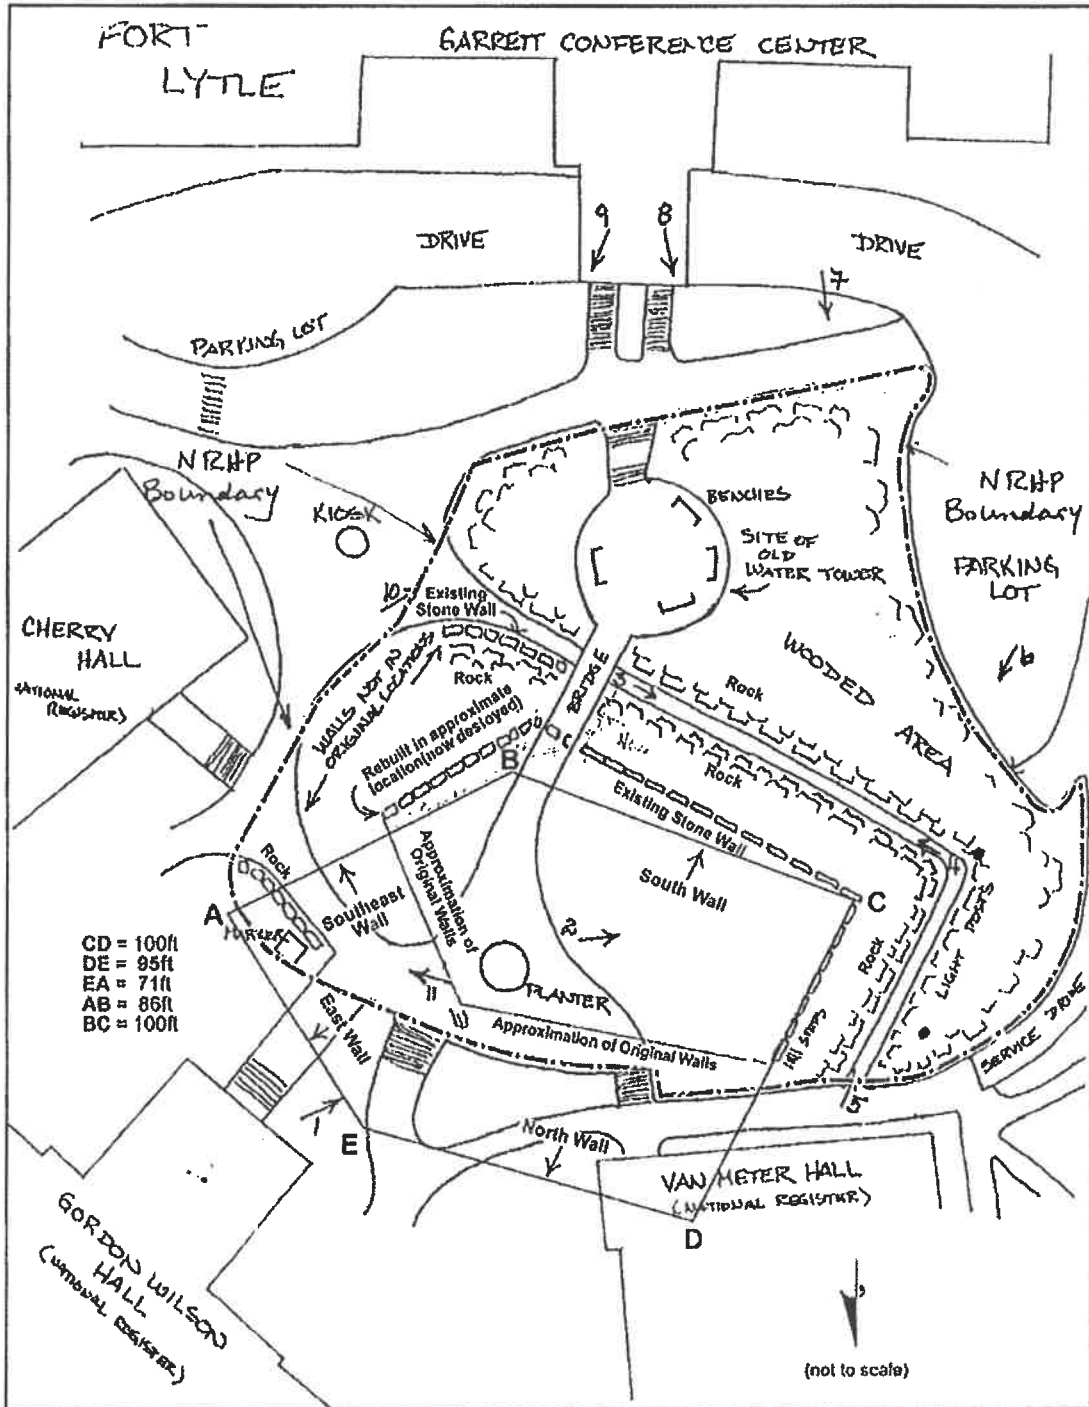 FORT
LYTLE
GARRETT CONFERENCE CENTER
9
8
DRIVE
DRIVE
7
PARKING LOT
NRHP
Boundary
KIOSK
BENCHES
NRHP
Boundary
SITE OF
OLD
WATER TOWER
PARKING
LOT
10
Existing
Stone Wall
CHERRY
HALL
(NATIONAL
REGISTER)
WALLS NOT IN
ORIGINAL LOCATIONS
Rock
BRIDGE
3
Rock
WOODED
AREA
6
Rebuilt in approximate
location(now destoyed)
B
Rock
Existing Stone Wall
Approximation of
Original Walls
South Wall
C
4
Rock
A
Southeast
Wall
2
Rock
LIGHT POSTS
MARKER
CD = 100ft
DE = 95ft
EA = 71ft
AB = 86ft
BC = 100ft
11
PLANTER
East Wall
Approximation of Original Walls
SERVICE DRIVE
5
1
E
North Wall
VAN METER HALL
(NATIONAL REGISTER)
D
GORDON WILSON
HALL
(NATIONAL REGISTER)
(not to scale)